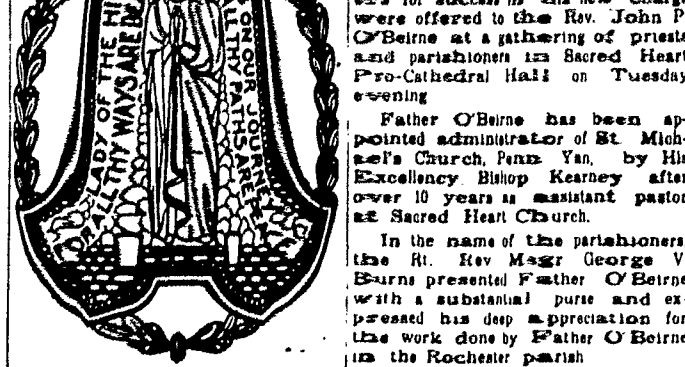 LADY OF THE HI
FOR ALL THY WAYS ARE BE
S ON OUR JOURNEY
ALL THY PATHS ARE
were offered to the Rev. John P
O'Beirne at a gathering of priests
and parishioners in Sacred Heart
Pro-Cathedral Hall on Tuesday
evening
Father O'Beirne has been ap-
pointed administrator of St. Mich-
ael's Church, Penn Yan, by His
Excellency Bishop Kearney after
over 10 years as assistant pastor
at Sacred Heart Church.
In the name of the parishioners
the Rt. Rev Msgr George V
Burns presented Father O'Beirne
with a substantial purse and ex-
pressed his deep appreciation for
the work done by Father O'Beirne
in the Rochester parish